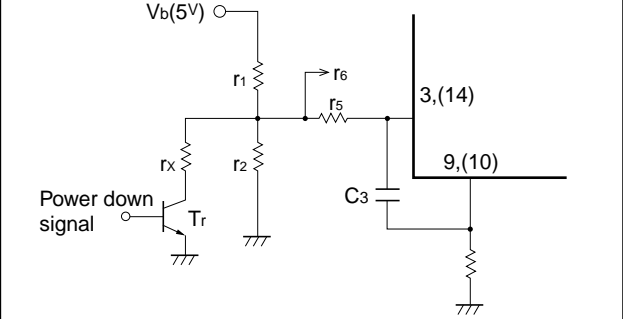 Vb(5V)
r1
r6
r5
3,(14)
rX
r2
9,(10)
C3
Power down
signal
Tr